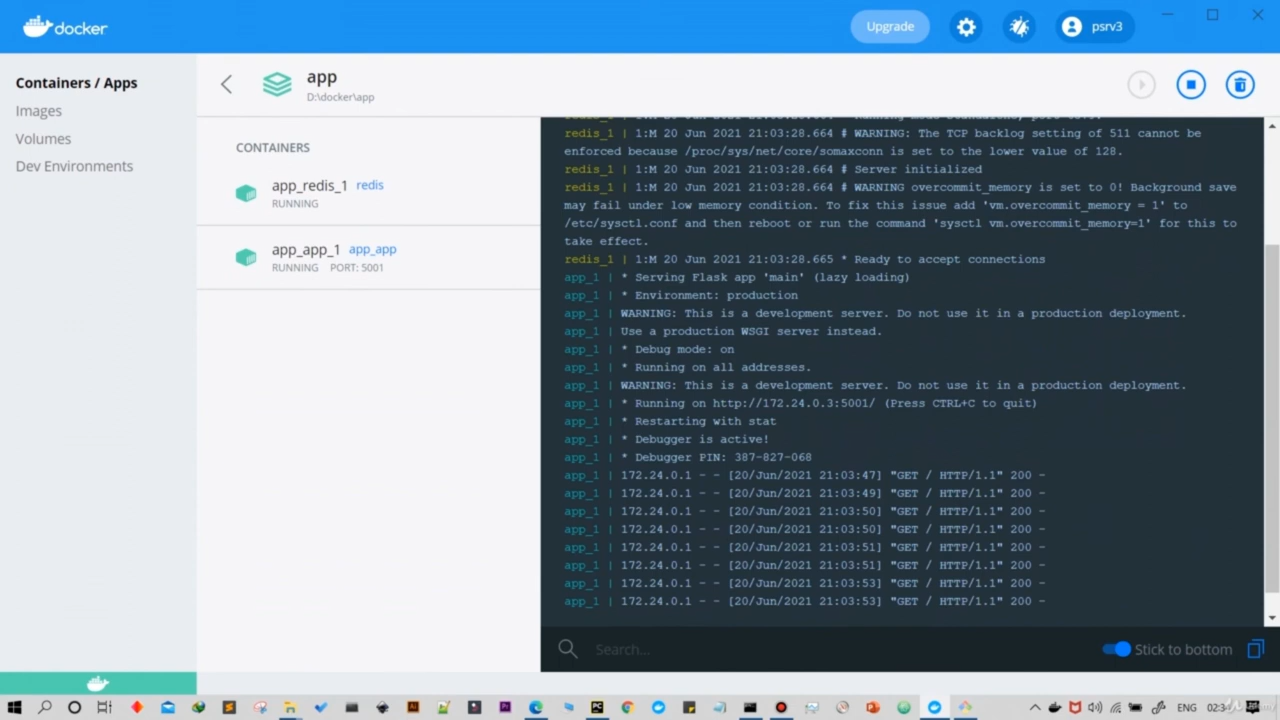 docker
Upgrade
psrv3
Containers / Apps
Images
Volumes
Dev Environments
app
D:\docker\app
CONTAINERS
app_redis_1 redis
RUNNING
app_app_1 app_app
RUNNING PORT: 5001
redis_1 | 1:M 20 Jun 2021 21:03:28.664 # WARNING: The TCP backlog setting of 511 cannot be
enforced because /proc/sys/net/core/somaxconn is set to the lower value of 128.
redis_1 | 1:M 20 Jun 2021 21:03:28.664 # Server initialized
redis_1 | 1:M 20 Jun 2021 21:03:28.664 # WARNING overcommit_memory is set to 0! Background save
may fail under low memory condition. To fix this issue add 'vm.overcommit_memory = 1' to
/etc/sysctl.conf and then reboot or run the command 'sysctl vm.overcommit_memory=1' for this to
take effect.
redis_1 | 1:M 20 Jun 2021 21:03:28.665 * Ready to accept connections
app_1 | * Serving Flask app 'main' (lazy loading)
app_1 | * Environment: production
app_1 | WARNING: This is a development server. Do not use it in a production deployment.
app_1 | Use a production WSGI server instead.
app_1 | * Debug mode: on
app_1 | * Running on all addresses.
app_1 | WARNING: This is a development server. Do not use it in a production deployment.
app_1 | * Running on http://172.24.0.3:5001/ (Press CTRL+C to quit)
app_1 | * Restarting with stat
app_1 | * Debugger is active!
app_1 | * Debugger PIN: 387-827-068
app_1 | 172.24.0.1 - - [20/Jun/2021 21:03:47] "GET / HTTP/1.1" 200 -
app_1 | 172.24.0.1 - - [20/Jun/2021 21:03:49] "GET / HTTP/1.1" 200 -
app_1 | 172.24.0.1 - - [20/Jun/2021 21:03:50] "GET / HTTP/1.1" 200 -
app_1 | 172.24.0.1 - - [20/Jun/2021 21:03:50] "GET / HTTP/1.1" 200 -
app_1 | 172.24.0.1 - - [20/Jun/2021 21:03:51] "GET / HTTP/1.1" 200 -
app_1 | 172.24.0.1 - - [20/Jun/2021 21:03:51] "GET / HTTP/1.1" 200 -
app_1 | 172.24.0.1 - - [20/Jun/2021 21:03:53] "GET / HTTP/1.1" 200 -
app_1 | 172.24.0.1 - - [20/Jun/2021 21:03:53] "GET / HTTP/1.1" 200 -
Search...
Stick to bottom
ENG